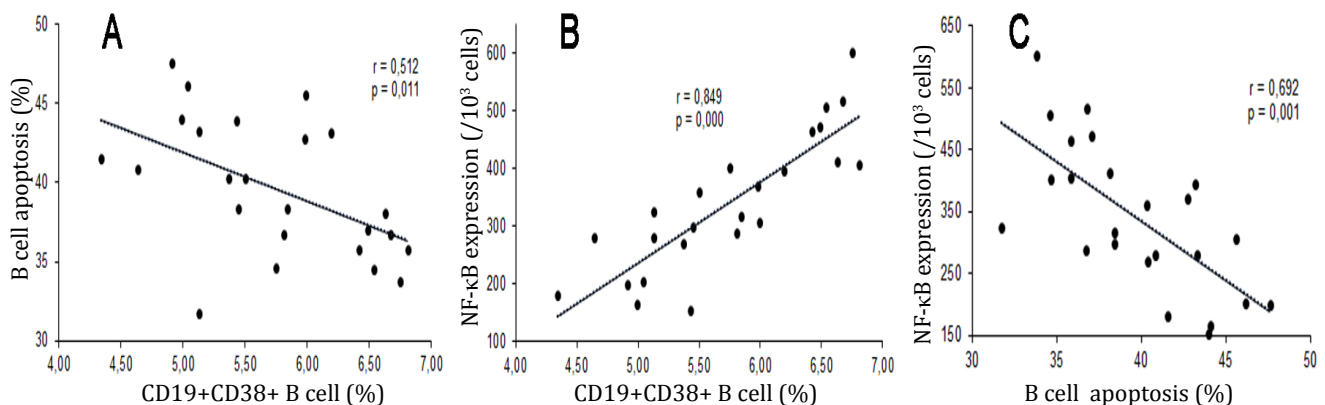 A
B cell apoptosis (%)
50
45
40
35
30
r = 0,512
p = 0,011
4,00 4,50 5,00 5,50 6,00 6,50 7,00
CD19+CD38+ B cell (%)
B
NF-κB expression (/10³ cells)
600
500
400
300
200
100
r = 0,849
p = 0,000
4,00 4,50 5,00 5,50 6,00 6,50 7,00
CD19+CD38+ B cell (%)
C
NF-κB expression (/10³ cells)
650
550
450
350
250
150
r = 0,692
p = 0,001
30 35 40 45 50
B cell apoptosis (%)